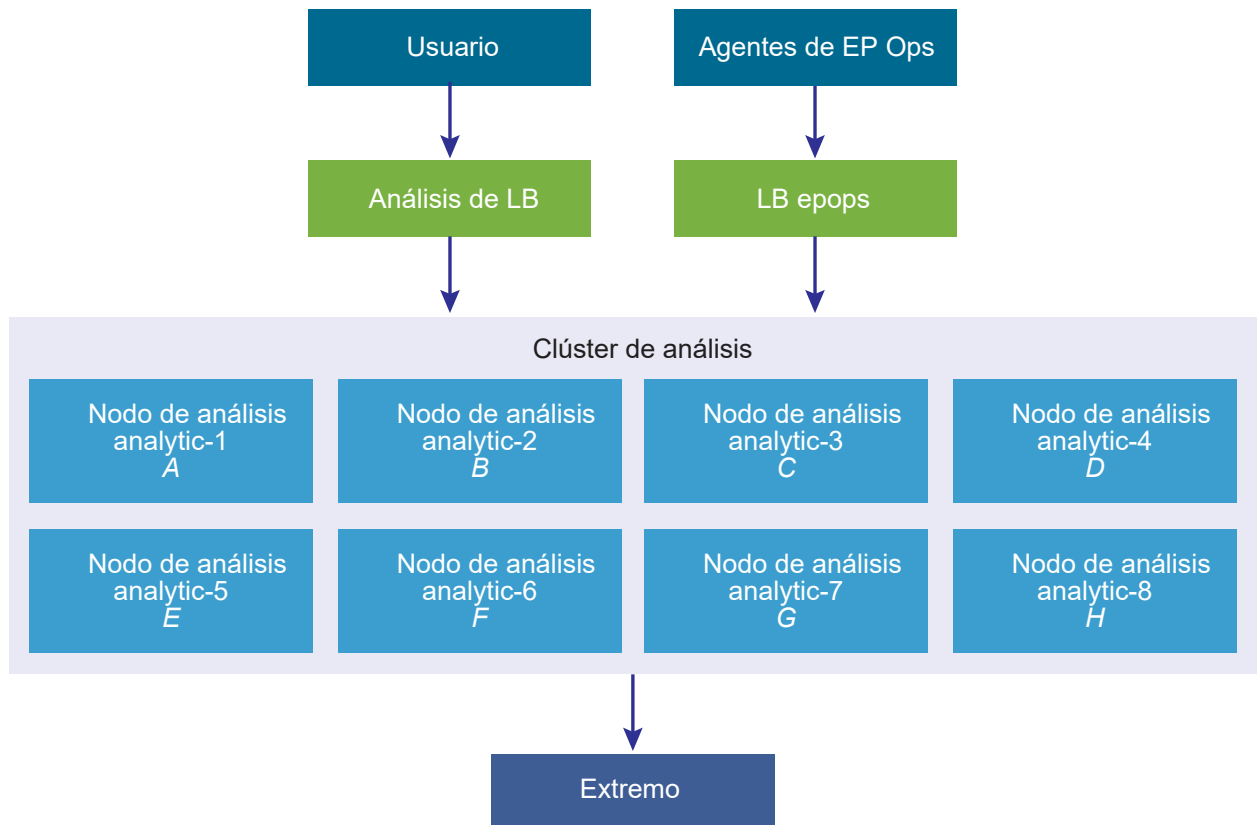 Usuario
Agentes de EP Ops
Análisis de LB
LB epops
Clúster de análisis
Nodo de análisis
analytic-1
A
Nodo de análisis
analytic-2
B
Nodo de análisis
analytic-3
C
Nodo de análisis
analytic-4
D
Nodo de análisis
analytic-5
E
Nodo de análisis
analytic-6
F
Nodo de análisis
analytic-7
G
Nodo de análisis
analytic-8
H
Extremo